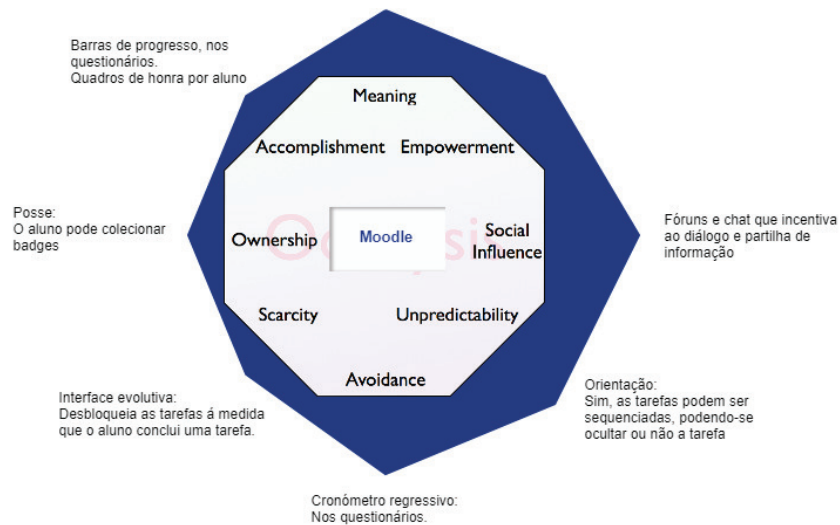 Barras de progresso, nos
questionários.
Quadros de honra por aluno
Meaning
Accomplishment
Empowerment
Posse:
O aluno pode colecionar
badges
Ownership
Moodle
Social
Influence
Fóruns e chat que incentiva
ao diálogo e partilha de
informação
Scarcity
Unpredictability
Avoidance
Interface evolutiva:
Desbloqueia as tarefas á medida
que o aluno conclui uma tarefa.
Orientação:
Sim, as tarefas podem ser
sequenciadas, podendo-se
ocultar ou não a tarefa
Cronómetro regressivo:
Nos questionários.